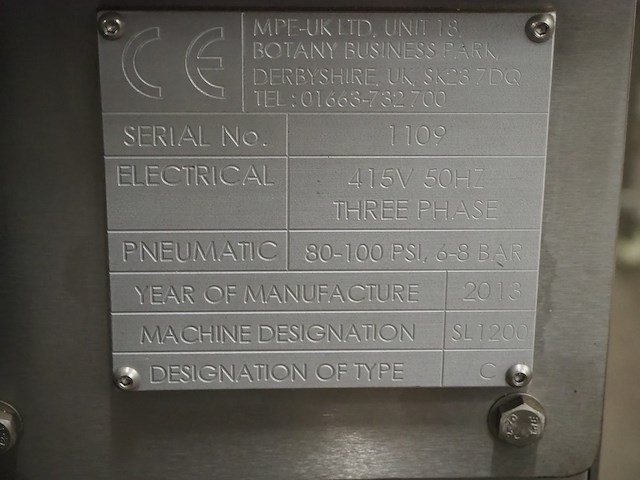 CE
MPE-UK LTD, UNIT 18,
BOTANY BUSINESS PARK,
DERBYSHIRE, UK, SK23 7DQ
TEL : 01663-732 700
SERIAL No. 1109
ELECTRICAL 415V 50HZ
THREE PHASE
PNEUMATIC 80-100 PSI, 6-8 BAR
YEAR OF MANUFACTURE 2013
MACHINE DESIGNATION SL1200
DESIGNATION OF TYPE C